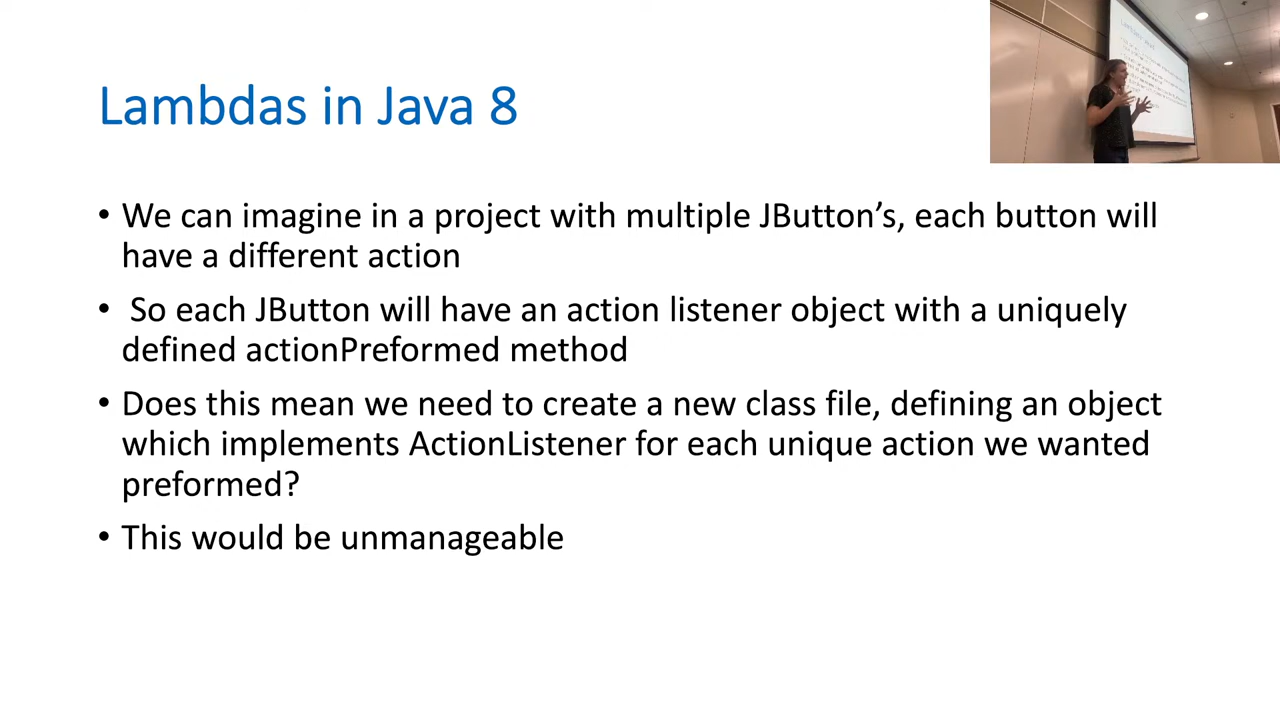 Lambdas in Java 8
• We can imagine in a project with multiple JButton’s, each button will
have a different action
• So each JButton will have an action listener object with a uniquely
defined actionPreformed method
• Does this mean we need to create a new class file, defining an object
which implements ActionListener for each unique action we wanted
preformed?
• This would be unmanageable